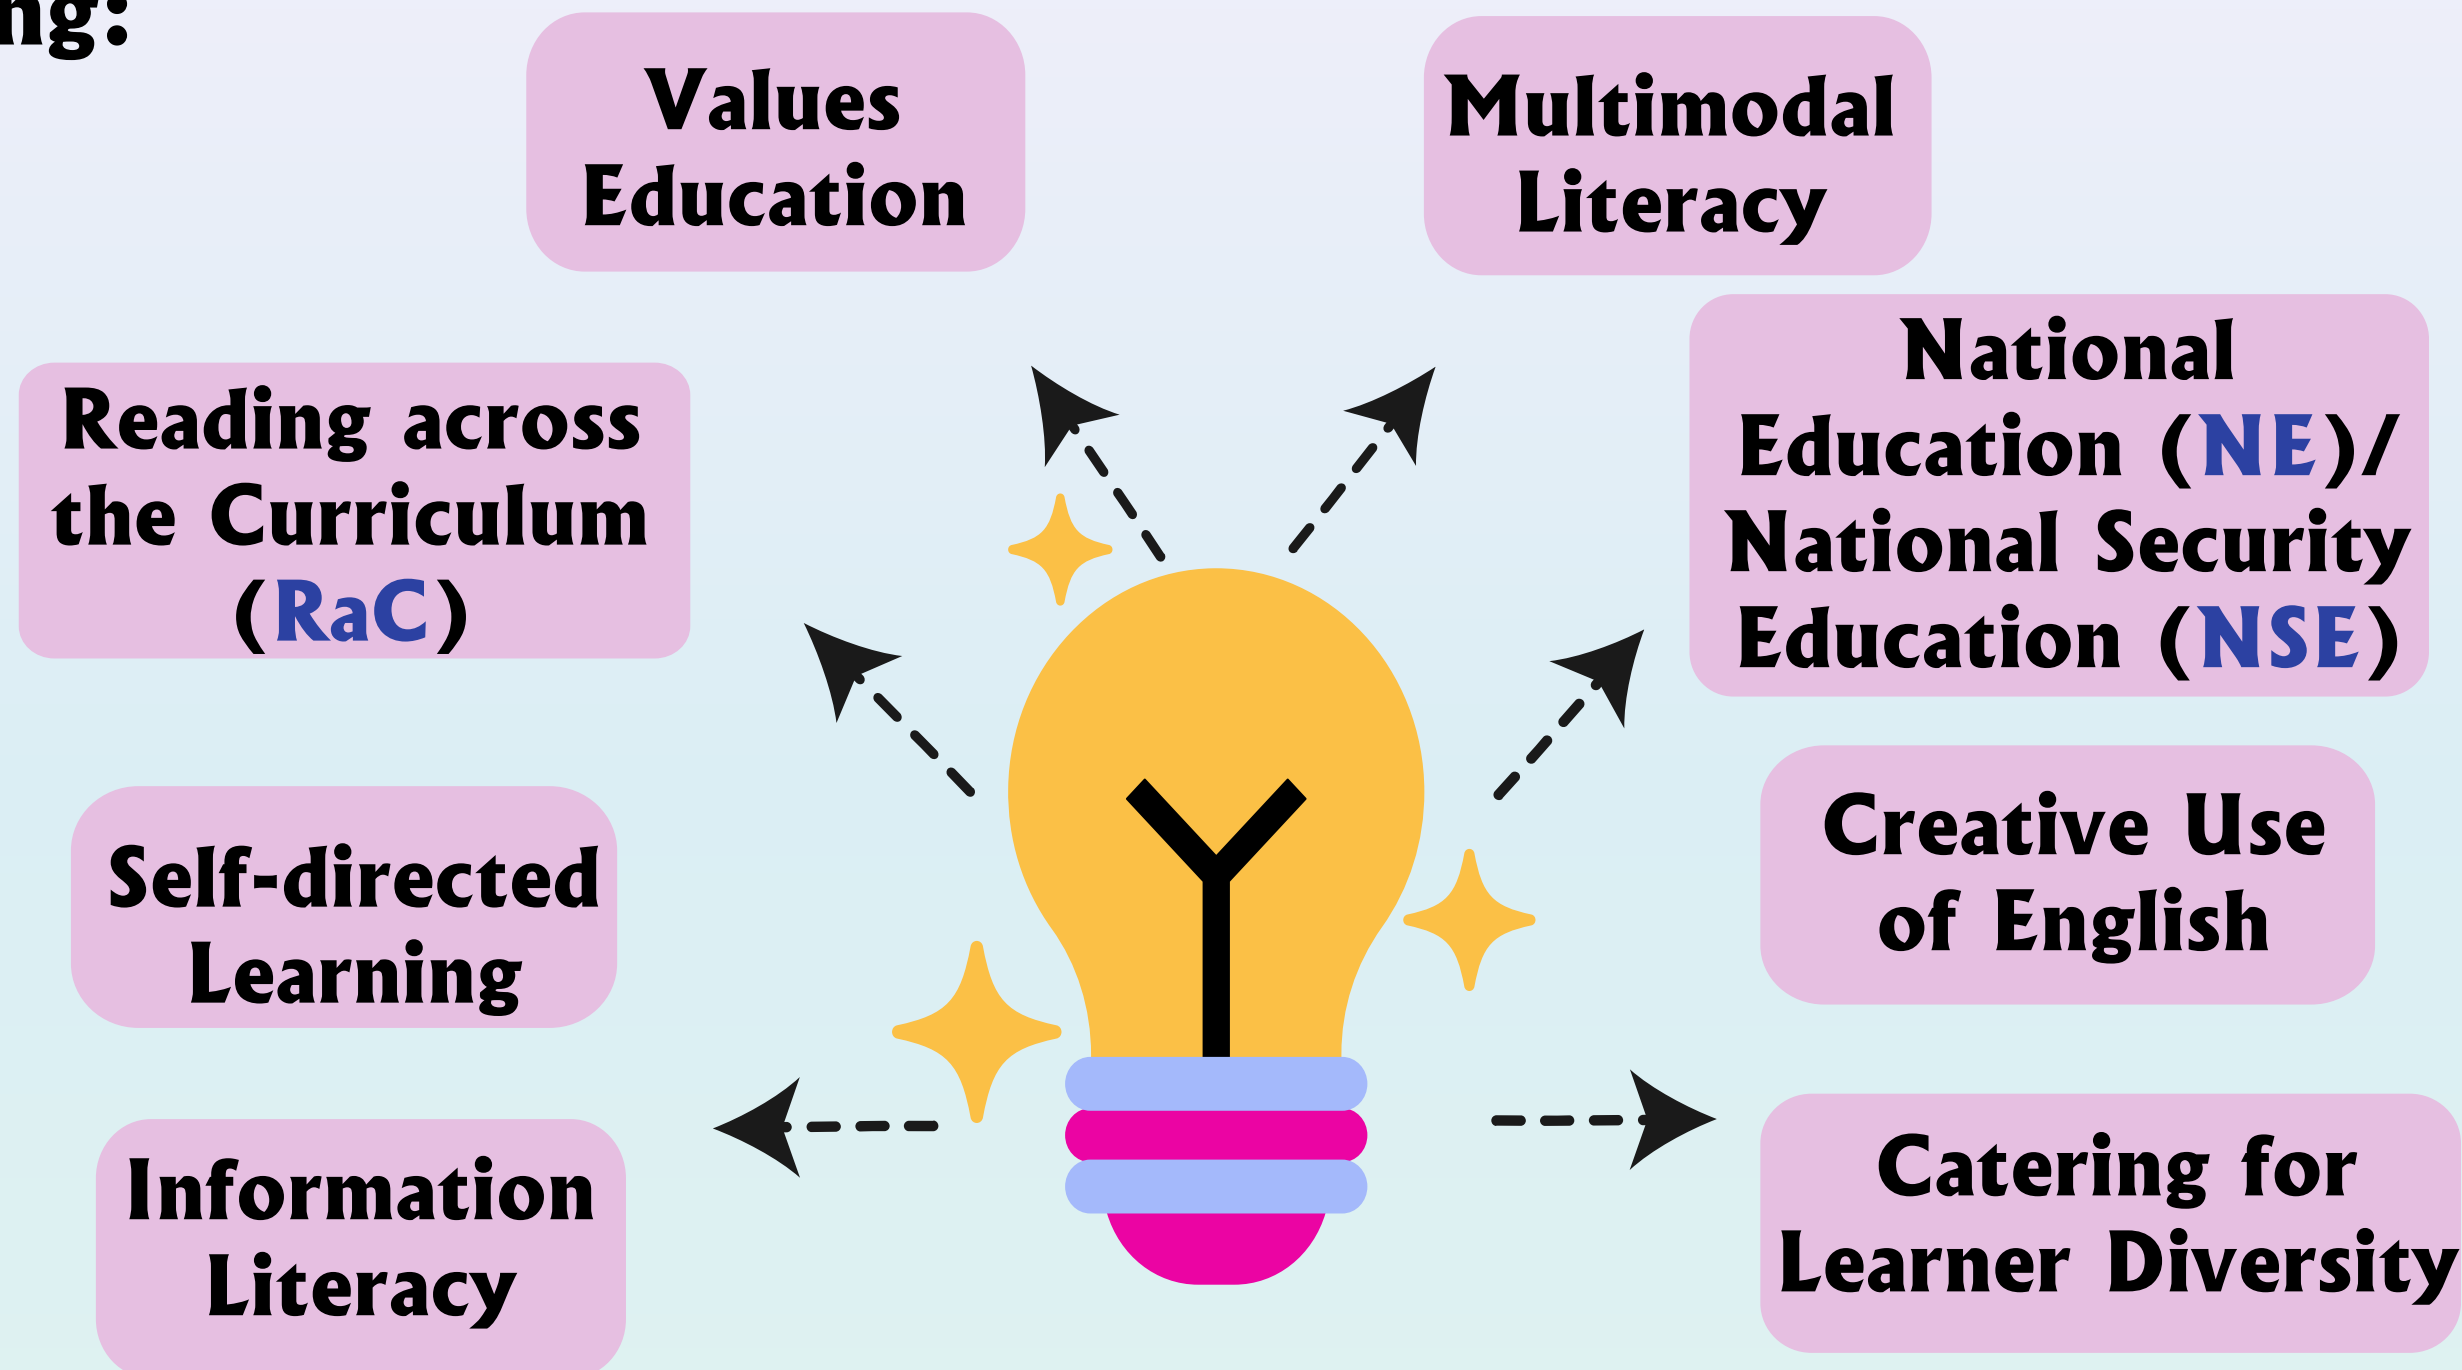 ng:
Values
Education
Multimodal
Literacy
Reading across
the Curriculum
(RaC)
National
Education (NE)/
National Security
Education (NSE)
Self-directed
Learning
Creative Use
of English
Information
Literacy
Catering for
Learner Diversity